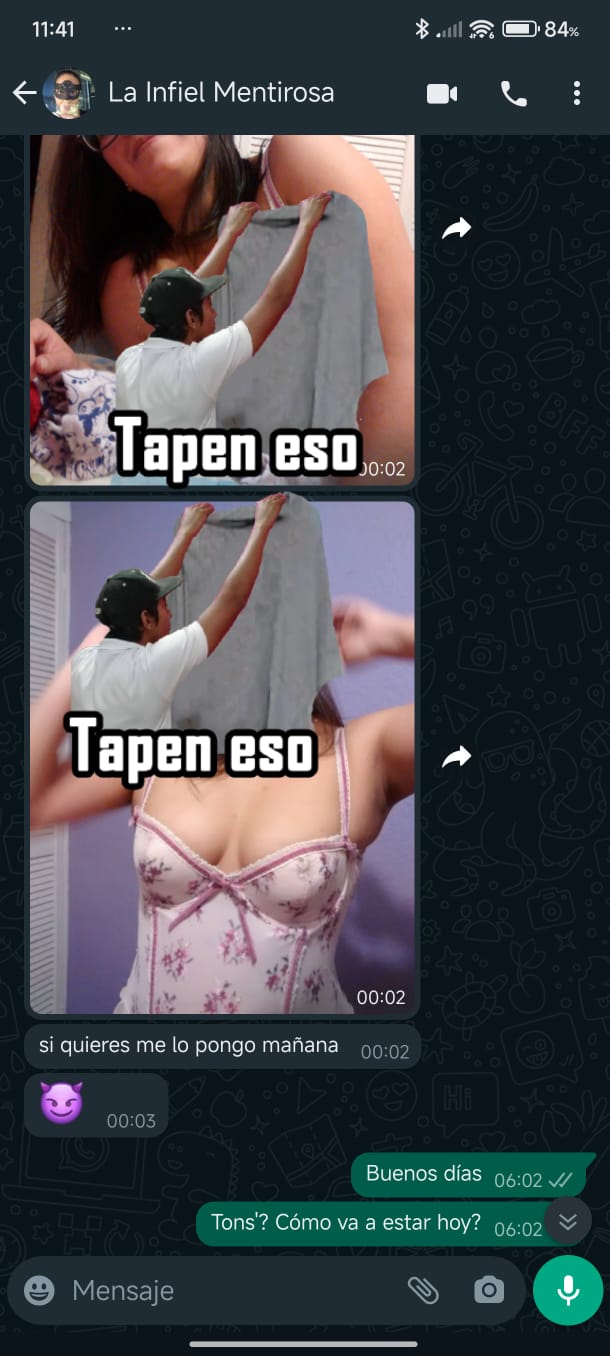 11:41
...
84%
La Infiel Mentirosa
Tapen eso
00:02
Tapen eso
00:02
si quieres me lo pongo mañana 00:02
😈 00:03
Buenos días 06:02
Tons'? Cómo va a estar hoy? 06:02
Mensaje